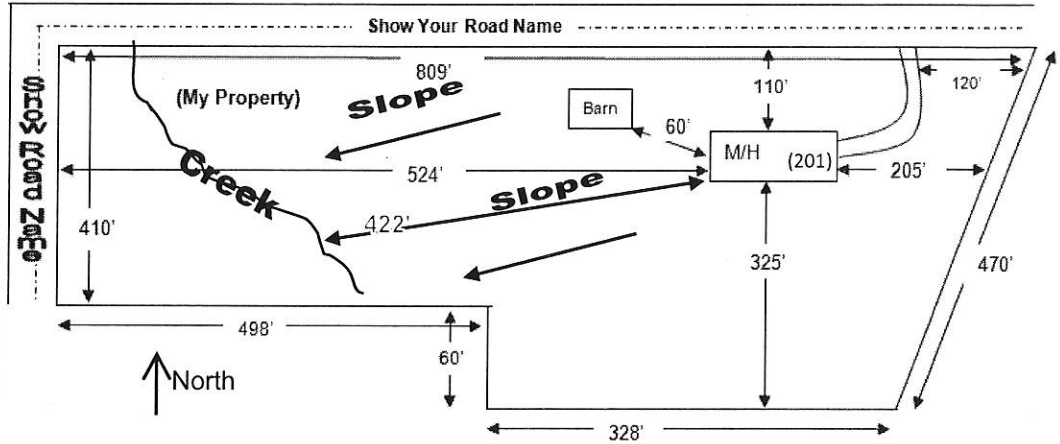 Show Your Road Name
809'
110'
120'
(My Property)
Slope
Barn
60'
M/H
(201)
Show Road Name
Creek
524'
205'
Slope
410'
422'
325'
470'
498'
60'
North
328'